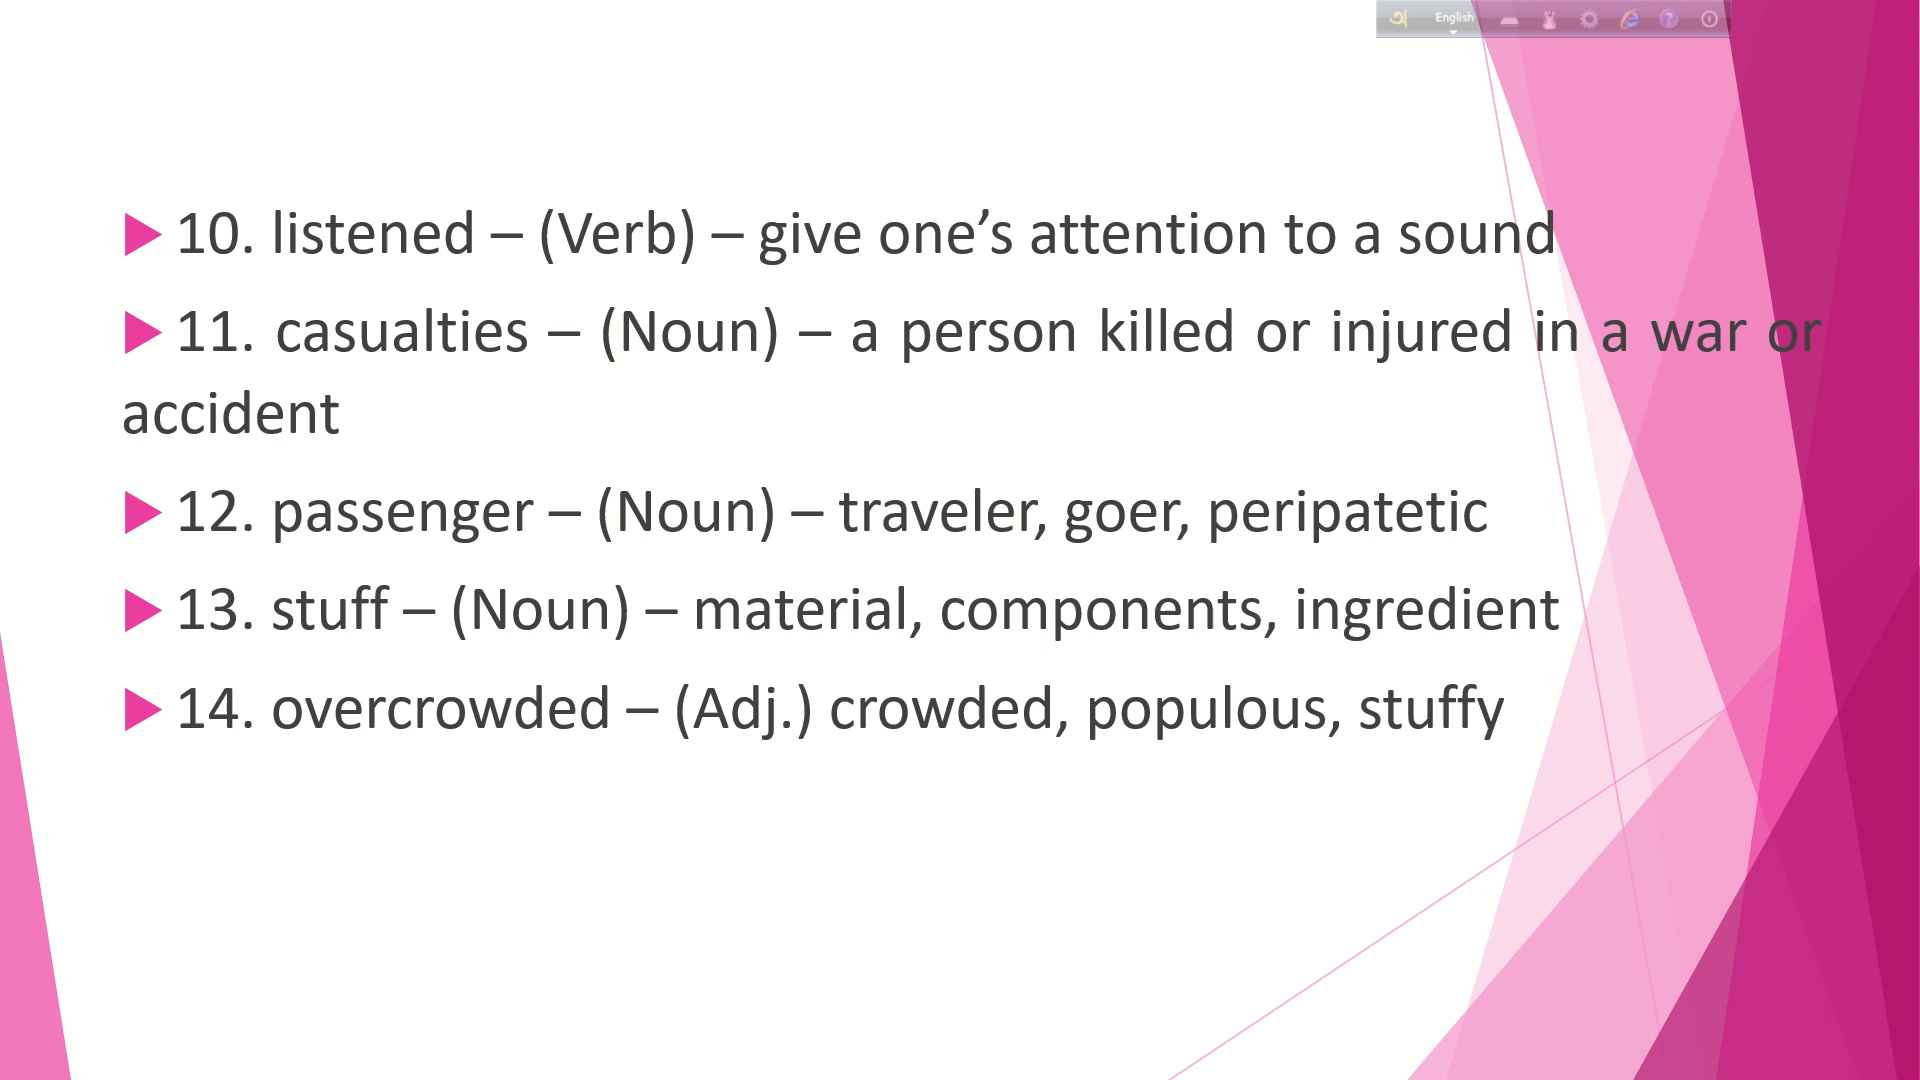 অ English
10. listened – (Verb) – give one’s attention to a sound
11. casualties – (Noun) – a person killed or injured in a war or
accident
12. passenger – (Noun) – traveler, goer, peripatetic
13. stuff – (Noun) – material, components, ingredient
14. overcrowded – (Adj.) crowded, populous, stuffy